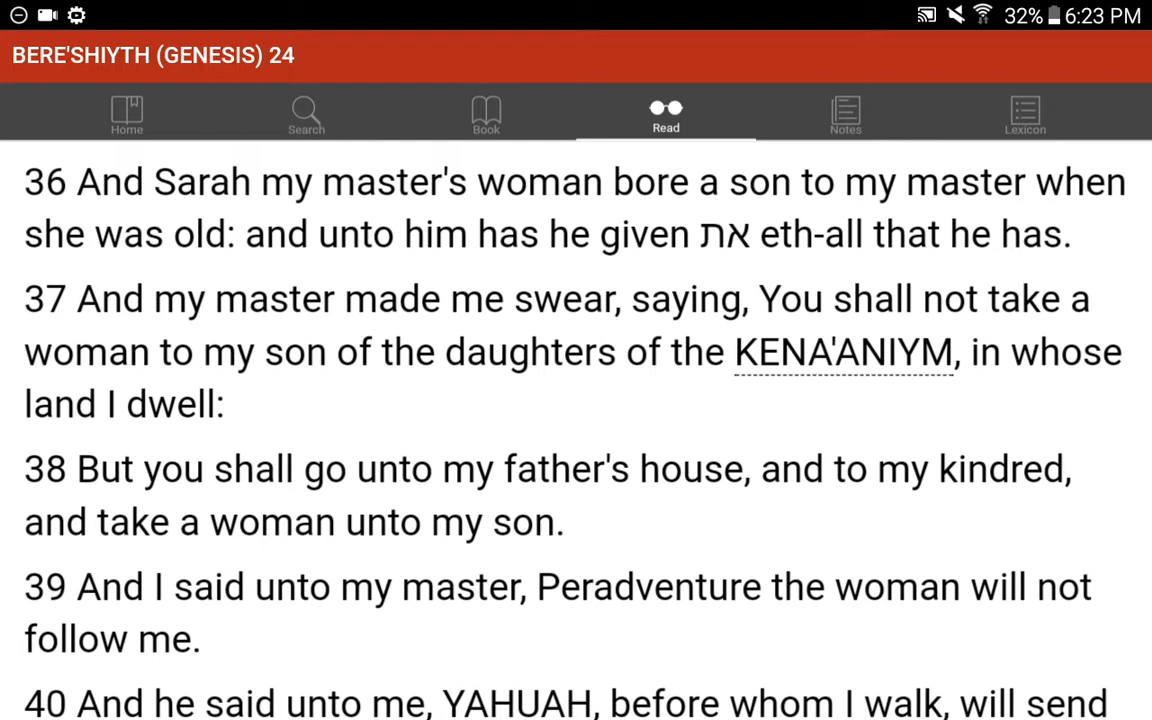 32% 6:23 PM
BERE'SHIYTH (GENESIS) 24
Home Search Book Read Notes Lexicon
36 And Sarah my master's woman bore a son to my master when
she was old: and unto him has he given את eth-all that he has.
37 And my master made me swear, saying, You shall not take a
woman to my son of the daughters of the KENA'ANIYM, in whose
land I dwell:
38 But you shall go unto my father's house, and to my kindred,
and take a woman unto my son.
39 And I said unto my master, Peradventure the woman will not
follow me.
40 And he said unto me, YAHUAH, before whom I walk, will send